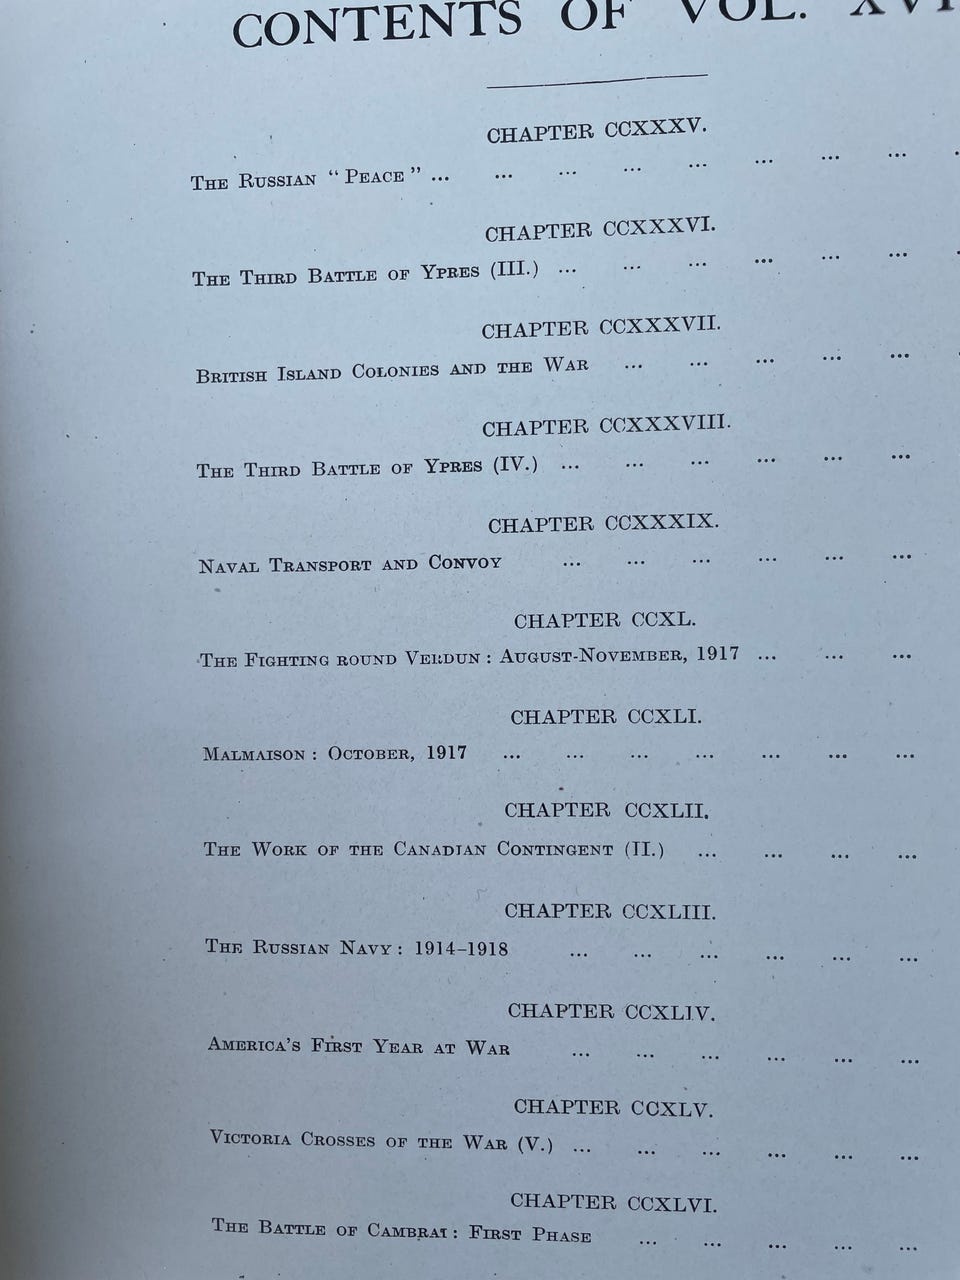 CONTENTS OF VOL. XVI
CHAPTER CCXXXV.
THE RUSSIAN “PEACE” ... ... ... ... ... ... ... ...
CHAPTER CCXXXVI.
THE THIRD BATTLE OF YPRES (III.) ... ... ... ... ... ...
CHAPTER CCXXXVII.
BRITISH ISLAND COLONIES AND THE WAR ... ... ... ... ...
CHAPTER CCXXXVIII.
THE THIRD BATTLE OF YPRES (IV.) ... ... ... ... ... ...
CHAPTER CCXXXIX.
NAVAL TRANSPORT AND CONVOY ... ... ... ... ... ...
CHAPTER CCXL.
THE FIGHTING ROUND VERDUN : AUGUST-NOVEMBER, 1917 ... ... ...
CHAPTER CCXLI.
MALMAISON : OCTOBER, 1917 ... ... ... ... ... ... ...
CHAPTER CCXLII.
THE WORK OF THE CANADIAN CONTINGENT (II.) ... ... ... ...
CHAPTER CCXLIII.
THE RUSSIAN NAVY : 1914–1918 ... ... ... ... ... ...
CHAPTER CCXLIV.
AMERICA'S FIRST YEAR AT WAR ... ... ... ... ... ...
CHAPTER CCXLV.
VICTORIA CROSSES OF THE WAR (V.) ... ... ... ... ... ...
CHAPTER CCXLVI.
THE BATTLE OF CAMBRAI : FIRST PHASE ... ... ... ... ...